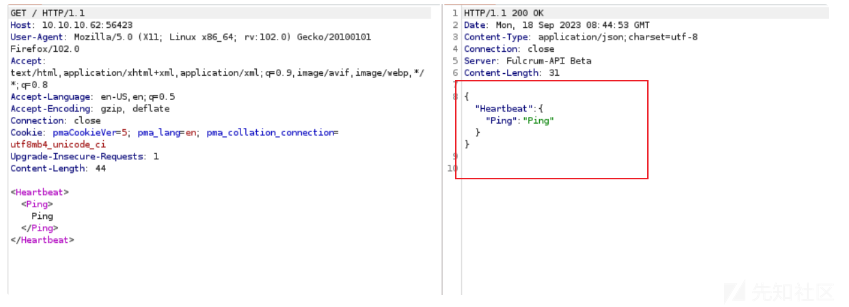 GET / HTTP/1.1
Host: 10.10.10.62:56423
User-Agent: Mozilla/5.0 (X11; Linux x86_64; rv:102.0) Gecko/20100101
Firefox/102.0
Accept:
text/html,application/xhtml+xml,application/xml;q=0.9,image/avif,image/webp,*/
*;q=0.8
Accept-Language: en-US,en;q=0.5
Accept-Encoding: gzip, deflate
Connection: close
Cookie: pmaCookieVer=5; pma_lang=en; pma_collation_connection=
utf8mb4_unicode_ci
Upgrade-Insecure-Requests: 1
Content-Length: 44
<Heartbeat>
<Ping>
Ping
</Ping>
</Heartbeat>
1 HTTP/1.1 200 OK
2 Date: Mon, 18 Sep 2023 08:44:53 GMT
3 Content-Type: application/json;charset=utf-8
4 Connection: close
5 Server: Fulcrum-API Beta
6 Content-Length: 31
7
8 {
"Heartbeat":{
"Ping":"Ping"
}
}
9
10
先知社区